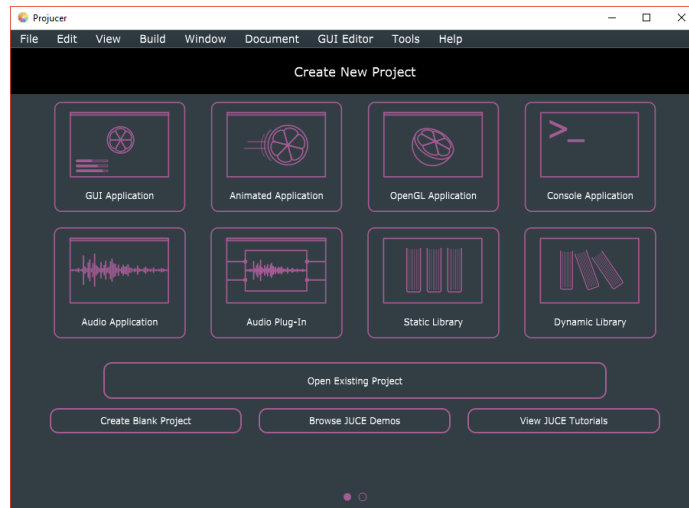 Projucer
File Edit View Build Window Document GUI Editor Tools Help
Create New Project
>_
GUI Application Animated Application OpenGL Application Console Application
Audio Application Audio Plug-In Static Library Dynamic Library
Open Existing Project
Create Blank Project Browse JUCE Demos View JUCE Tutorials